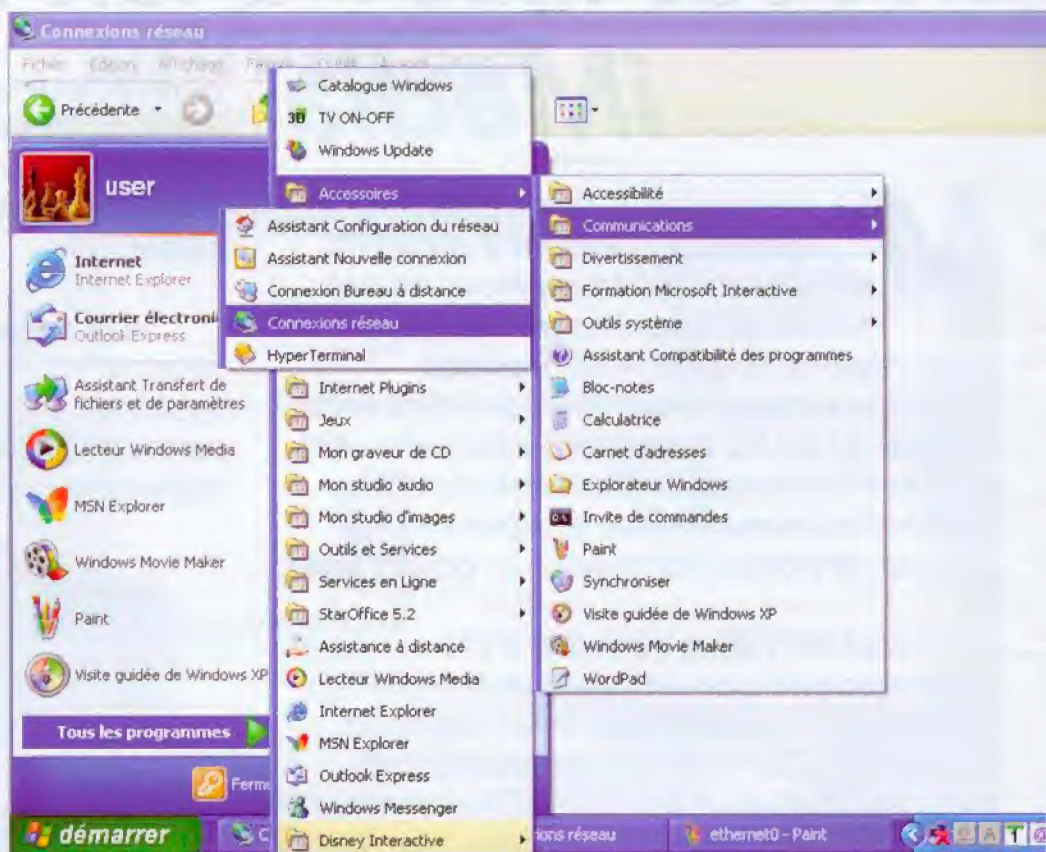 Connexions réseau
Fichier Edition Affichage
Précédente
user
Internet
Internet Explorer
Courrier électroni
Outlook Express
Assistant Transfert de
fichiers et de paramètres
Lecteur Windows Media
MSN Explorer
Windows Movie Maker
Paint
Visite guidée de Windows XP
Tous les programmes
Ferme
Catalogue Windows
3D TV ON-OFF
Windows Update
Accessoires
Assistant Configuration du réseau
Assistant Nouvelle connexion
Connexion Bureau à distance
Connexions réseau
HyperTerminal
Internet Plugins
Jeux
Mon graveur de CD
Mon studio audio
Mon studio d'images
Outils et Services
Services en Ligne
StarOffice 5.2
Assistance à distance
Lecteur Windows Media
Internet Explorer
MSN Explorer
Outlook Express
Windows Messenger
Disney Interactive
Accessibilité
Communications
Divertissement
Formation Microsoft Interactive
Outils système
Assistant Compatibilité des programmes
Bloc-notes
Calculatrice
Carnet d'adresses
Explorateur Windows
Invite de commandes
Paint
Synchroniser
Visite guidée de Windows XP
Windows Movie Maker
WordPad
démarrer
C
ions réseau
ethernet0 - Paint
A T